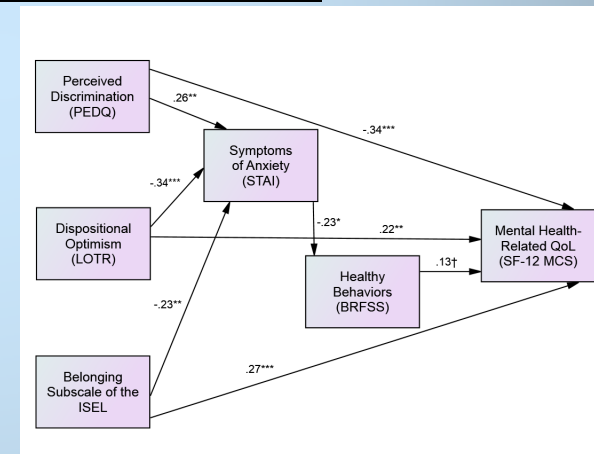 Perceived
Discrimination
(PEDQ)
.26**
-.34***
Symptoms
of Anxiety
(STAI)
-.34***
Dispositional
Optimism
(LOTR)
-.23*
.22**
Mental Health-
Related QoL
(SF-12 MCS)
Healthy
Behaviors
(BRFSS)
.13†
-.23**
Belonging
Subscale of the
ISEL
.27***